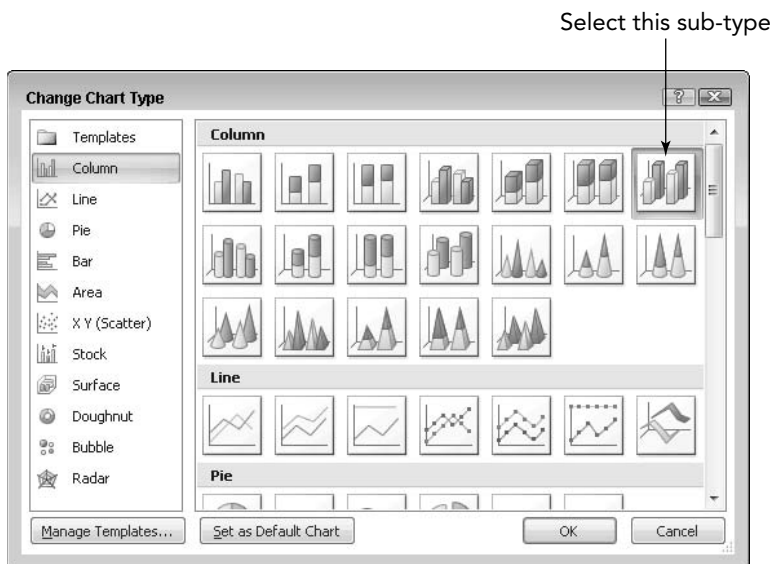 Select this sub-type
Change Chart Type
?
Templates
Column
Line
Pie
Bar
Area
X Y (Scatter)
Stock
Surface
Doughnut
Bubble
Radar
Column
Line
Pie
Manage Templates...
Set as Default Chart
OK
Cancel